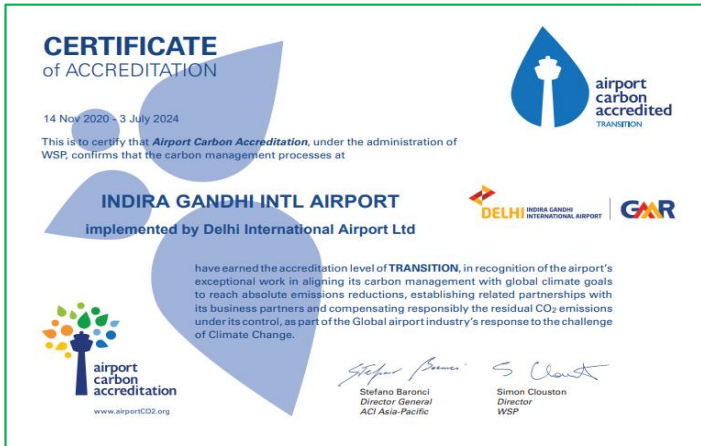 CERTIFICATE
of ACCREDITATION
airport
carbon
accredited
TRANSITION
14 Nov 2020 - 3 July 2024
This is to certify that Airport Carbon Accreditation, under the administration of
WSP, confirms that the carbon management processes at
INDIRA GANDHI INTL AIRPORT
implemented by Delhi International Airport Ltd
DELHI INDIRA GANDHI
INTERNATIONAL AIRPORT
GMR
have earned the accreditation level of TRANSITION, in recognition of the airport's
exceptional work in aligning its carbon management with global climate goals
to reach absolute emissions reductions, establishing related partnerships with
its business partners and compensating responsibly the residual CO₂ emissions
under its control, as part of the Global airport industry's response to the challenge
of Climate Change.
airport
carbon
accreditation
www.airportCO2.org
Stefano Baronci
S Clouston
Stefano Baronci
Director General
ACI Asia-Pacific
Simon Clouston
Director
WSP